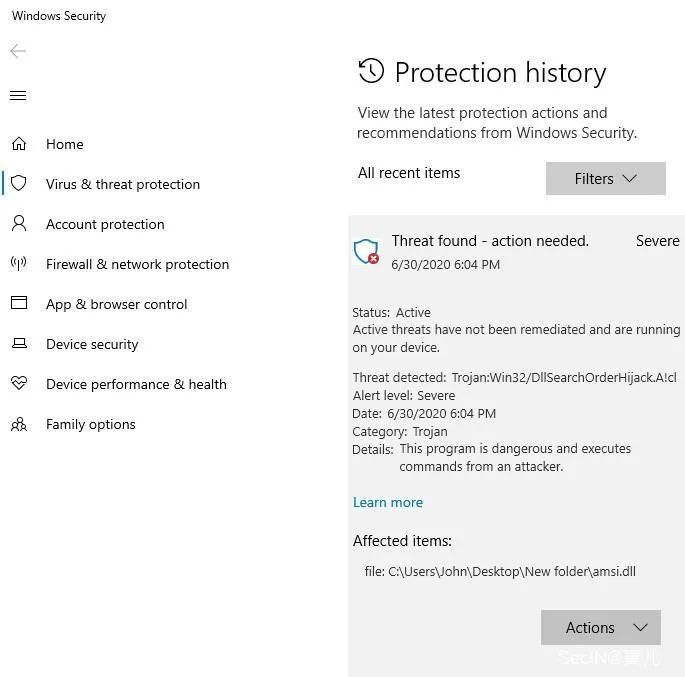 Windows Security
Protection history
View the latest protection actions and
recommendations from Windows Security.
Home
All recent items
Filters
Virus & threat protection
Account protection
Firewall & network protection
App & browser control
Device security
Device performance & health
Family options
Threat found - action needed.
Severe
6/30/2020 6:04 PM
Status: Active
Active threats have not been remediated and are running
on your device.
Threat detected: Trojan:Win32/DllSearchOrderHijack.A!cl
Alert level: Severe
Date: 6/30/2020 6:04 PM
Category: Trojan
Details: This program is dangerous and executes
commands from an attacker.
Learn more
Affected items:
file: C:\Users\John\Desktop\New folder\amsi.dll
Actions